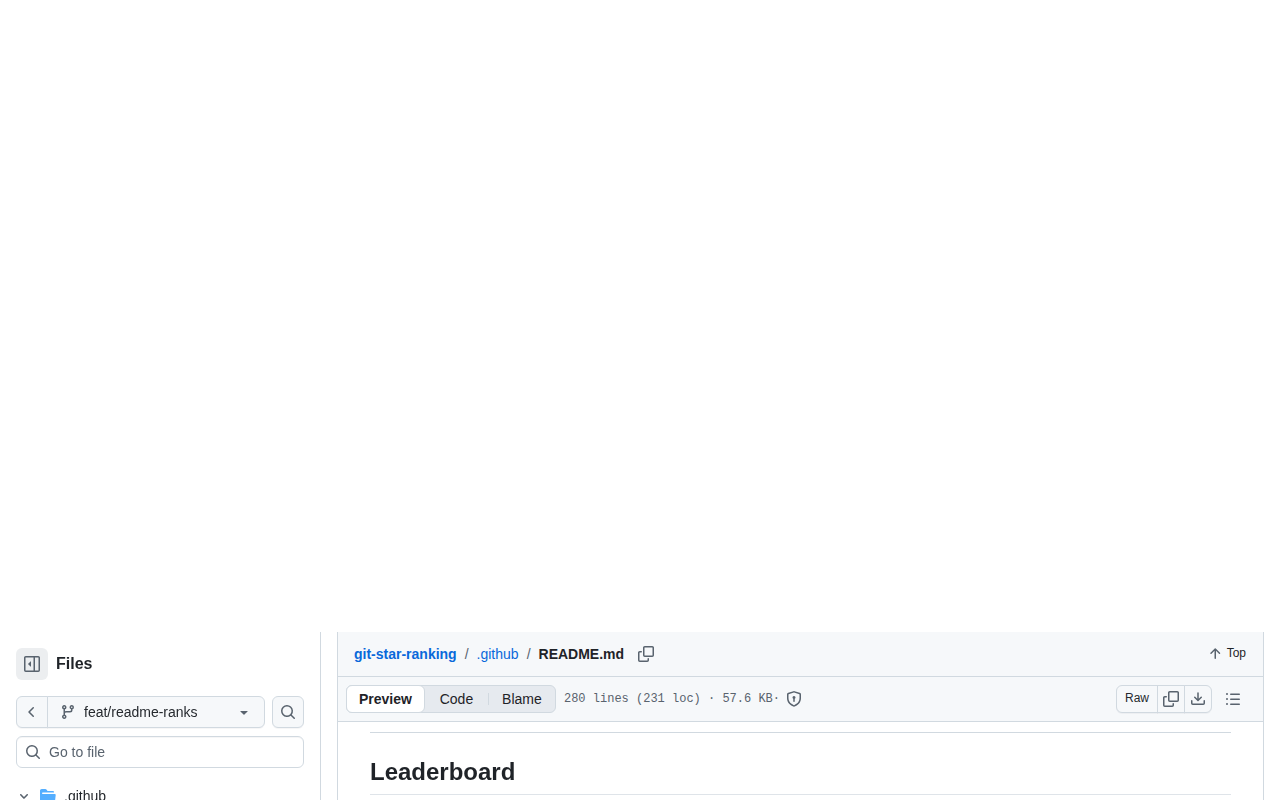 Files
feat/readme-ranks
Go to file
.github
git-star-ranking / .github / README.md
Top
Preview Code Blame 280 lines (231 loc) · 57.6 KB·
Raw
Leaderboard